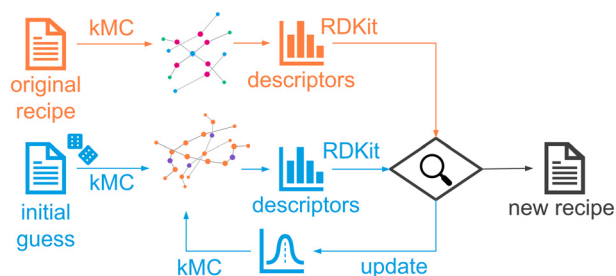 kMC
RDKit
original
recipe
descriptors
kMC
RDKit
initial
guess
descriptors
new recipe
kMC
update